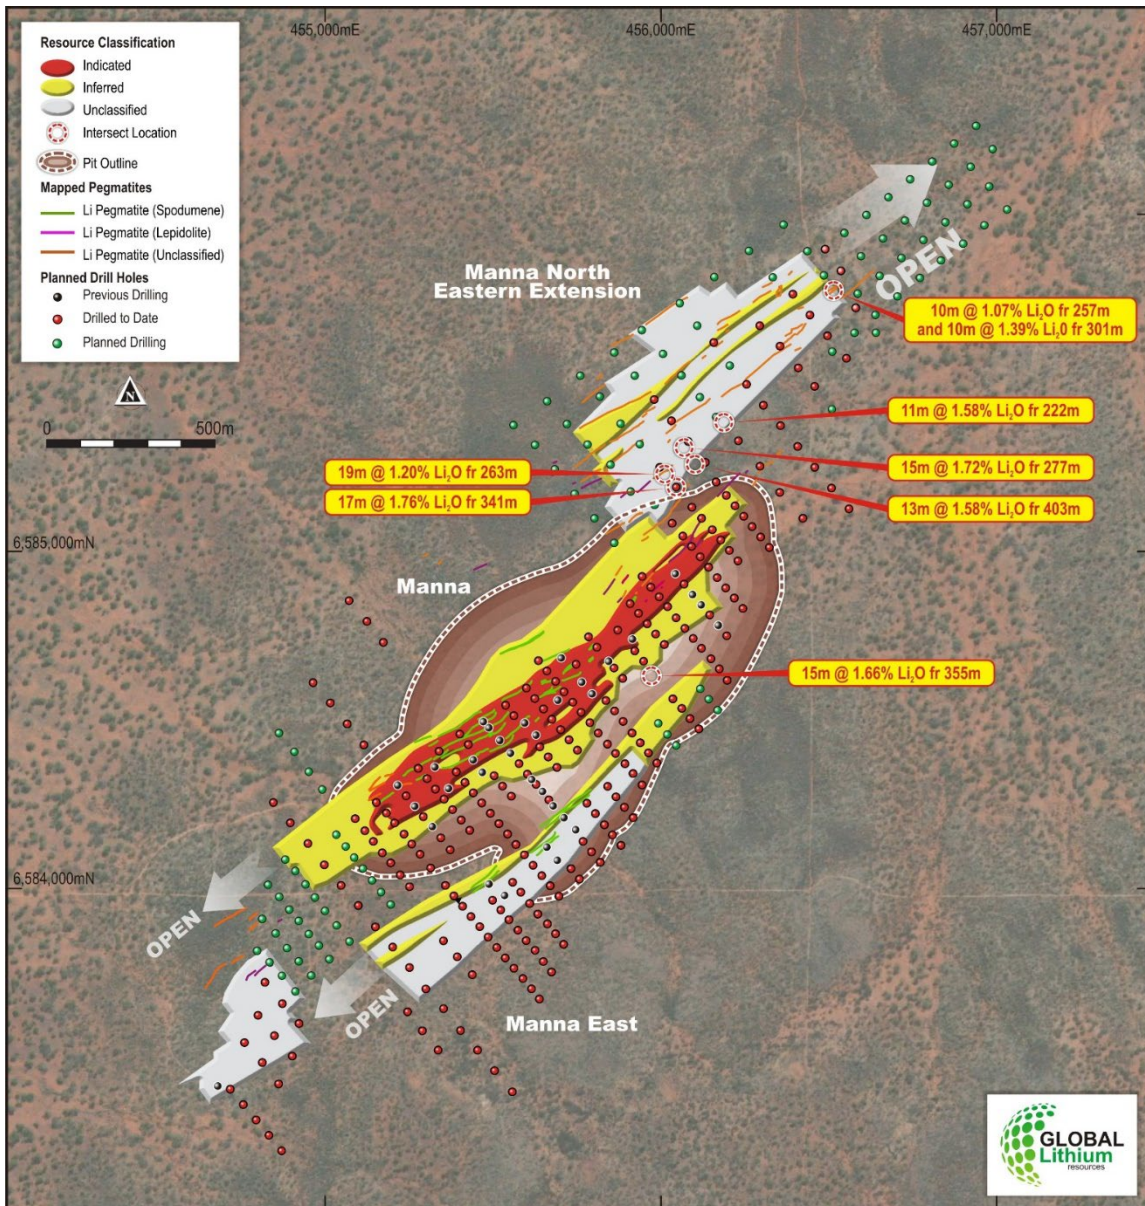 455,000mE
456,000mE
457,000mE
Resource Classification
Indicated
Inferred
Unclassified
Intersect Location
Pit Outline
Mapped Pegmatites
Li Pegmatite (Spodumene)
Li Pegmatite (Lepidolite)
Li Pegmatite (Unclassified)
Planned Drill Holes
Previous Drilling
Drilled to Date
Planned Drilling
N
0 500m
Manna North
Eastern Extension
OPEN
10m @ 1.07% Li₂O fr 257m
and 10m @ 1.39% Li₂0 fr 301m
11m @ 1.58% Li₂O fr 222m
15m @ 1.72% Li₂O fr 277m
19m @ 1.20% Li₂O fr 263m
17m @ 1.76% Li₂O fr 341m
13m @ 1.58% Li₂O fr 403m
6,585,000mN
Manna
15m @ 1.66% Li₂O fr 355m
6,584,000mN
OPEN
OPEN
Manna East
GLOBAL
Lithium
resources